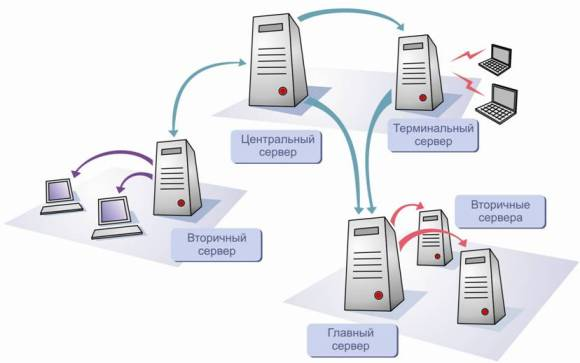 Центральный
сервер
Терминальный
сервер
Вторичный
сервер
Вторичные
сервера
Главный
сервер